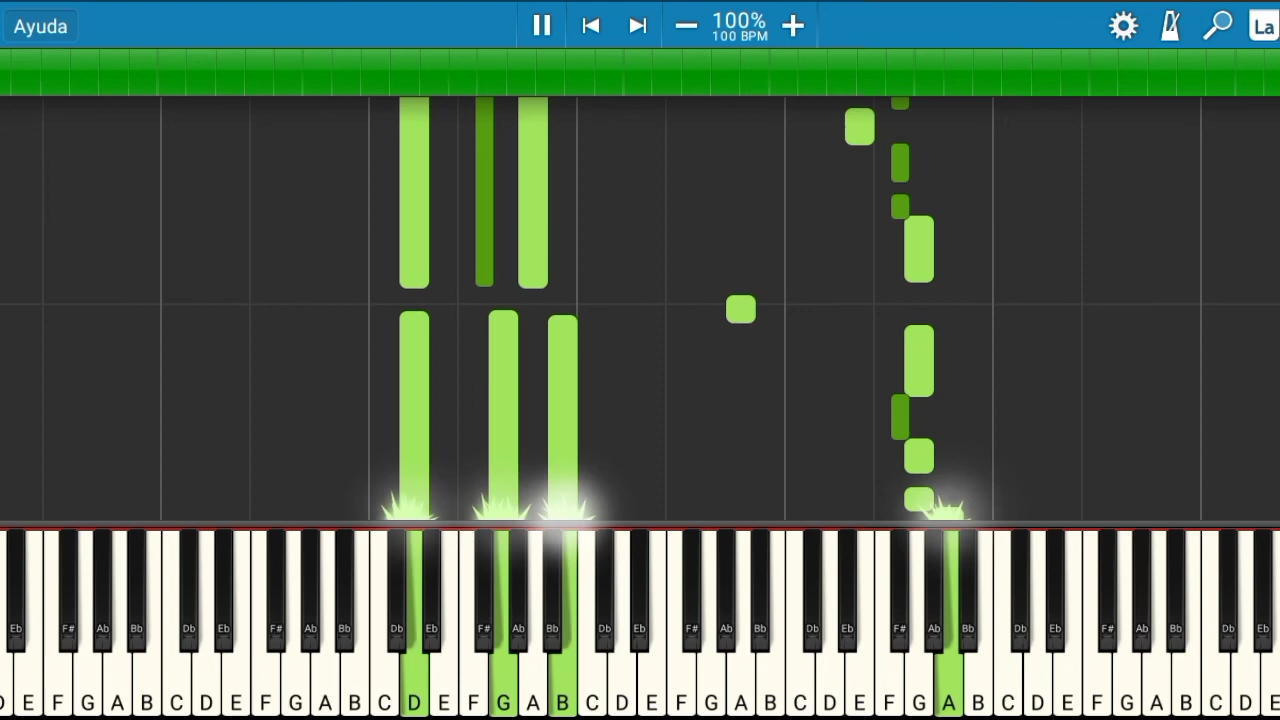 Ayuda
100%
100 BPM
La
Eb F# Ab Bb Db Eb F# Ab Bb Db Eb F# Ab Bb Db Eb F# Ab Bb Db Eb F# Ab Bb Db Eb F# Ab Bb Db Eb
D E F G A B C D E F G A B C D E F G A B C D E F G A B C D E F G A B C D E F G A B C D E